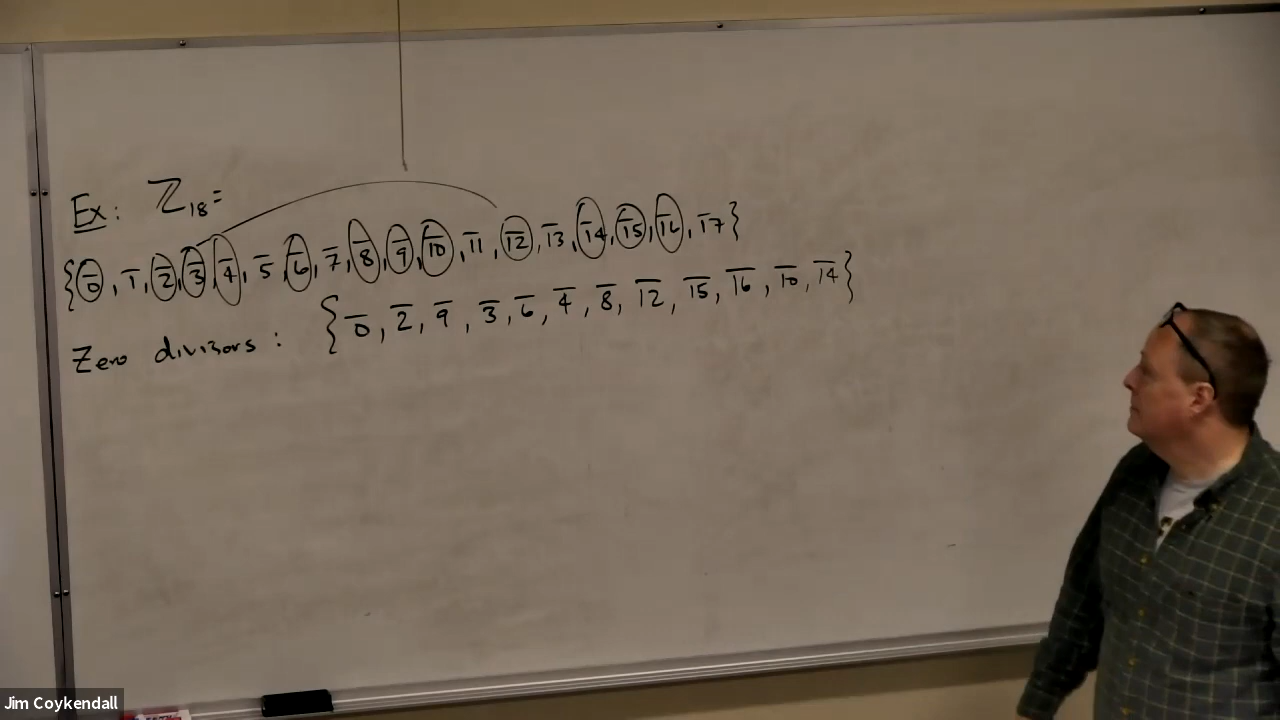 Ex: ℤ₁₈=
{0̅, 1̅, 2̅, 3̅, 4̅, 5̅, 6̅, 7̅, 8̅, 9̅, 1̅0̅, 1̅1̅, 1̅2̅, 1̅3̅, 1̅4̅, 1̅5̅, 1̅6̅, 1̅7̅}
Zero divisors: {0̅, 2̅, 9̅, 3̅, 6̅, 4̅, 8̅, 1̅2̅, 1̅5̅, 1̅6̅, 1̅0̅, 1̅4̅}
Jim Coykendall